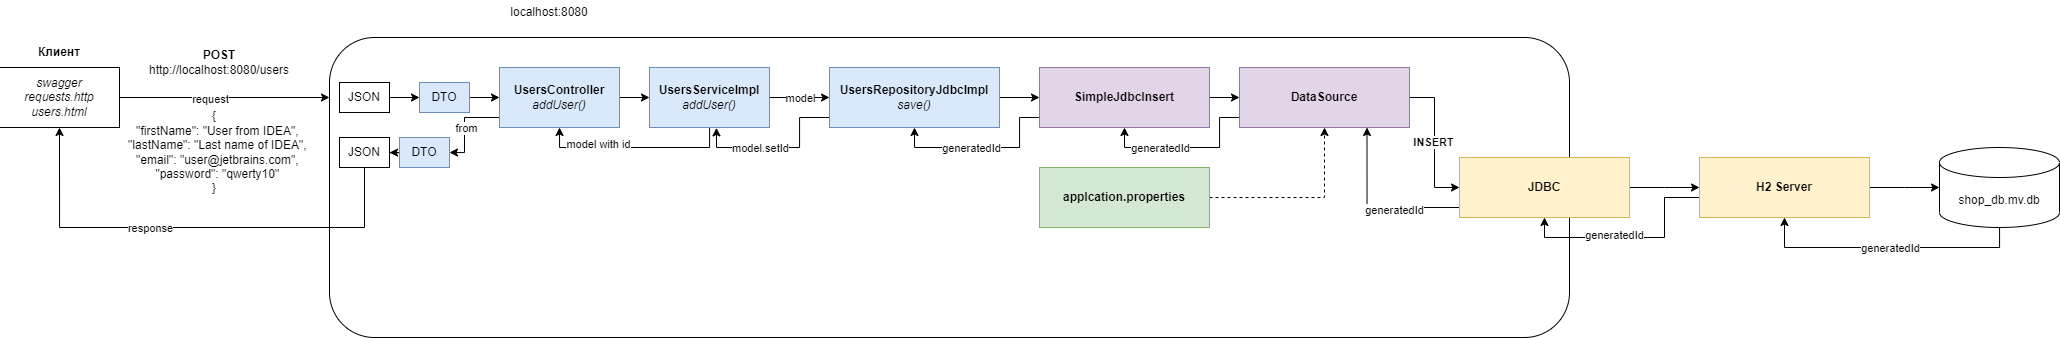 localhost:8080
Клиент
swagger
requests.http
users.html
POST
http://localhost:8080/users
request
{
"firstName": "User from IDEA",
"lastName": "Last name of IDEA",
"email": "user@jetbrains.com",
"password": "qwerty10"
}
response
JSON
DTO
UsersController
addUser()
UsersServiceImpl
addUser()
model
UsersRepositoryJdbcImpl
save()
SimpleJdbcInsert
DataSource
from
JSON
DTO
model with id
model.setId
generatedId
generatedId
INSERT
applcation.properties
generatedId
JDBC
H2 Server
shop_db.mv.db
generatedId
generatedId